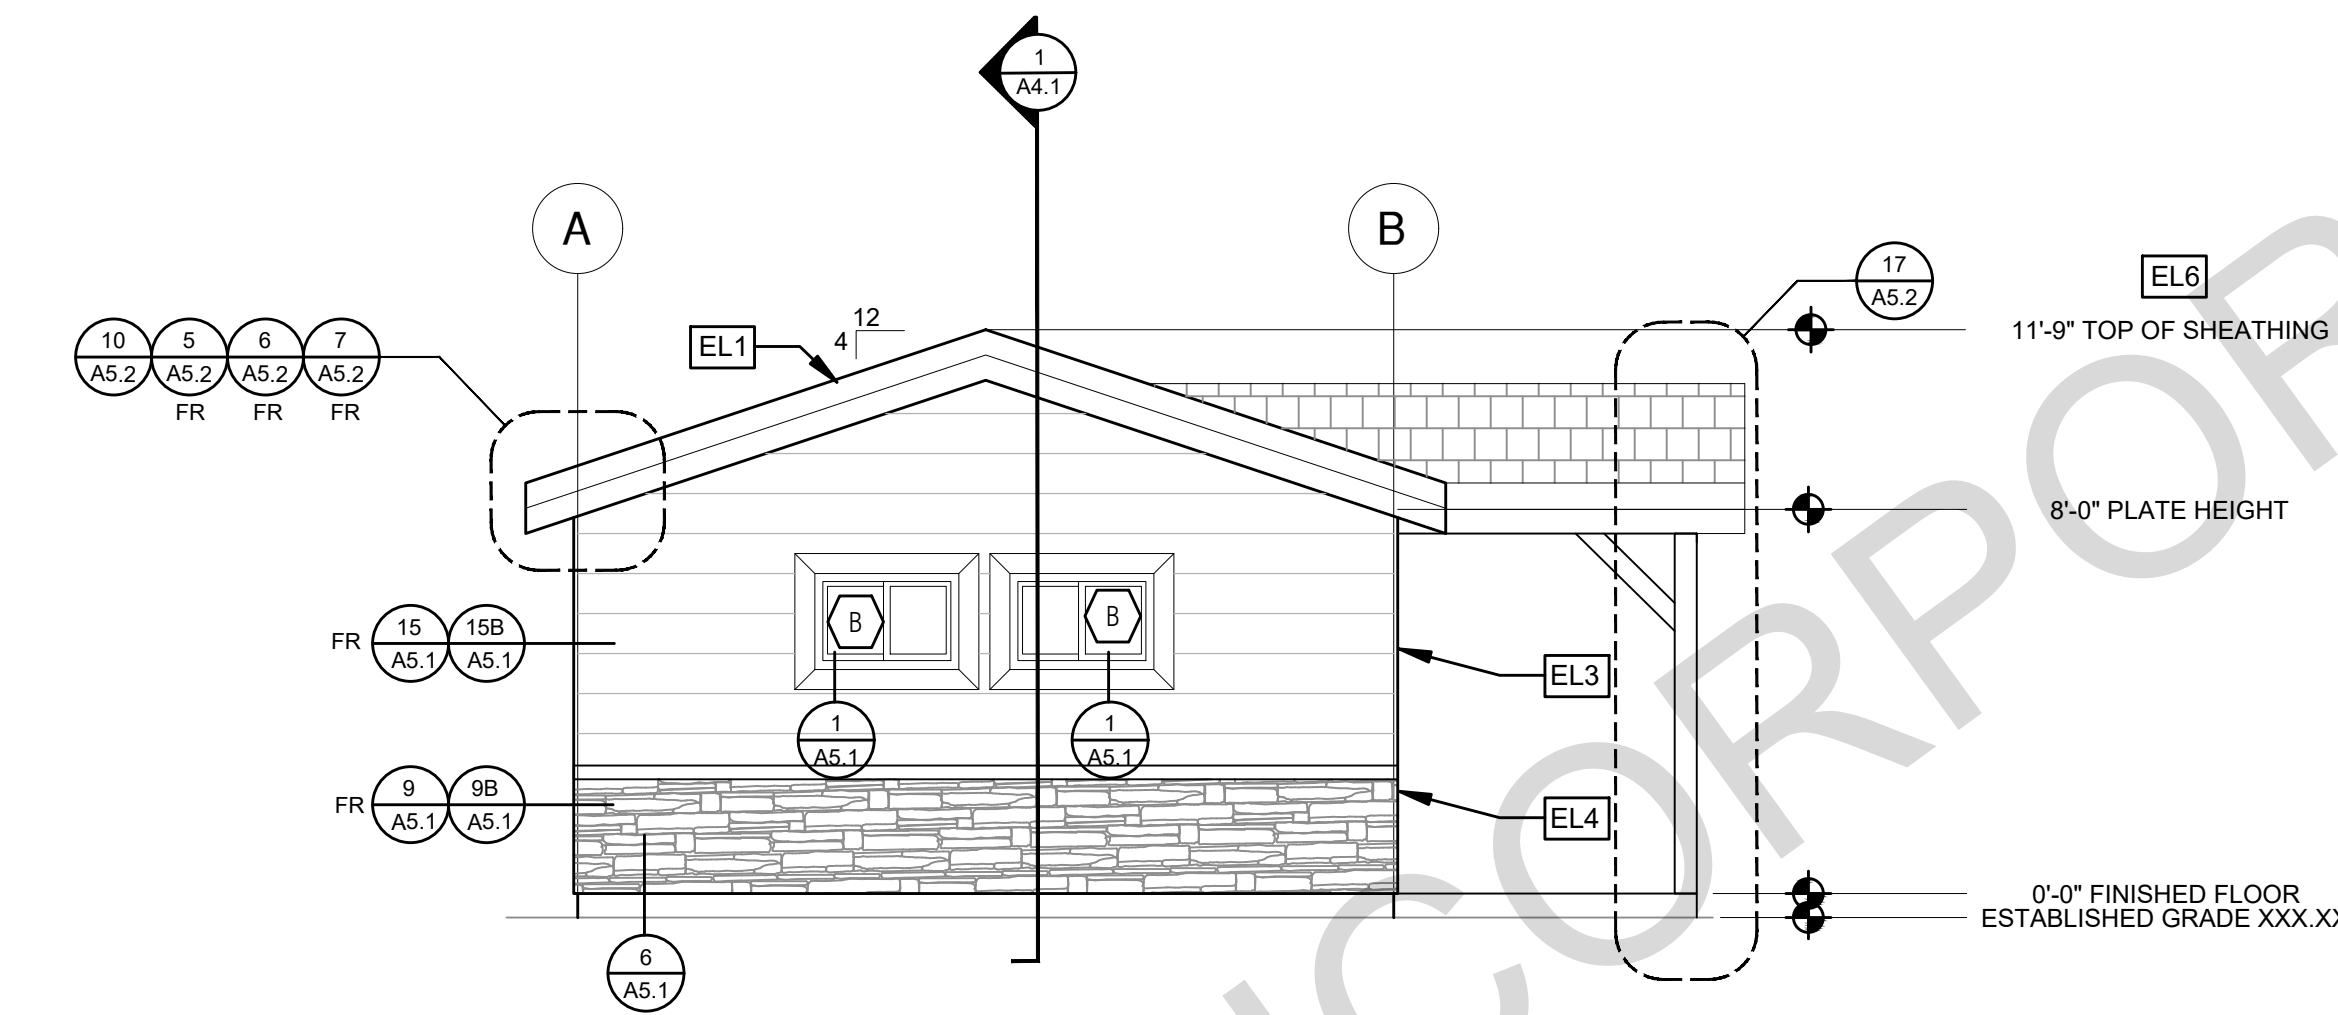 1
A4.1
A
B
17
A5.2
EL6
12
4
EL1
11'-9" TOP OF SHEATHING
10
A5.2
5
A5.2
FR
6
A5.2
FR
7
A5.2
FR
8'-0" PLATE HEIGHT
B
B
FR
15
A5.1
15B
A5.1
EL3
1
A5.1
1
A5.1
FR
9
A5.1
9B
A5.1
EL4
0'-0" FINISHED FLOOR
ESTABLISHED GRADE XXX.XX
6
A5.1
CORPOR